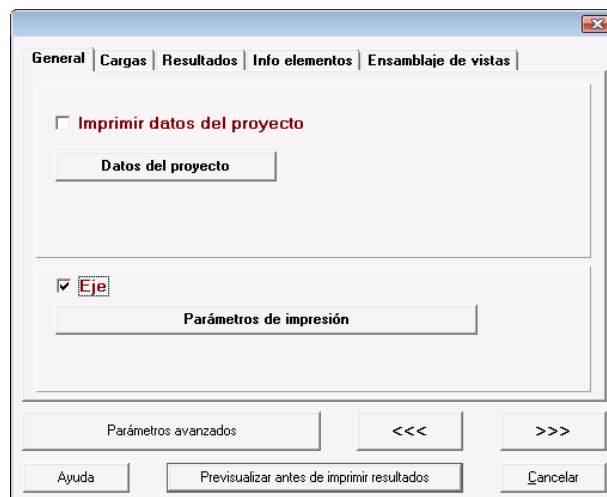 General Cargas Resultados Info elementos Ensamblaje de vistas
Imprimir datos del proyecto
Datos del proyecto
Eje
Parámetros de impresión
Parámetros avanzados <<< >>>
Ayuda Previsualizar antes de imprimir resultados Cancelar